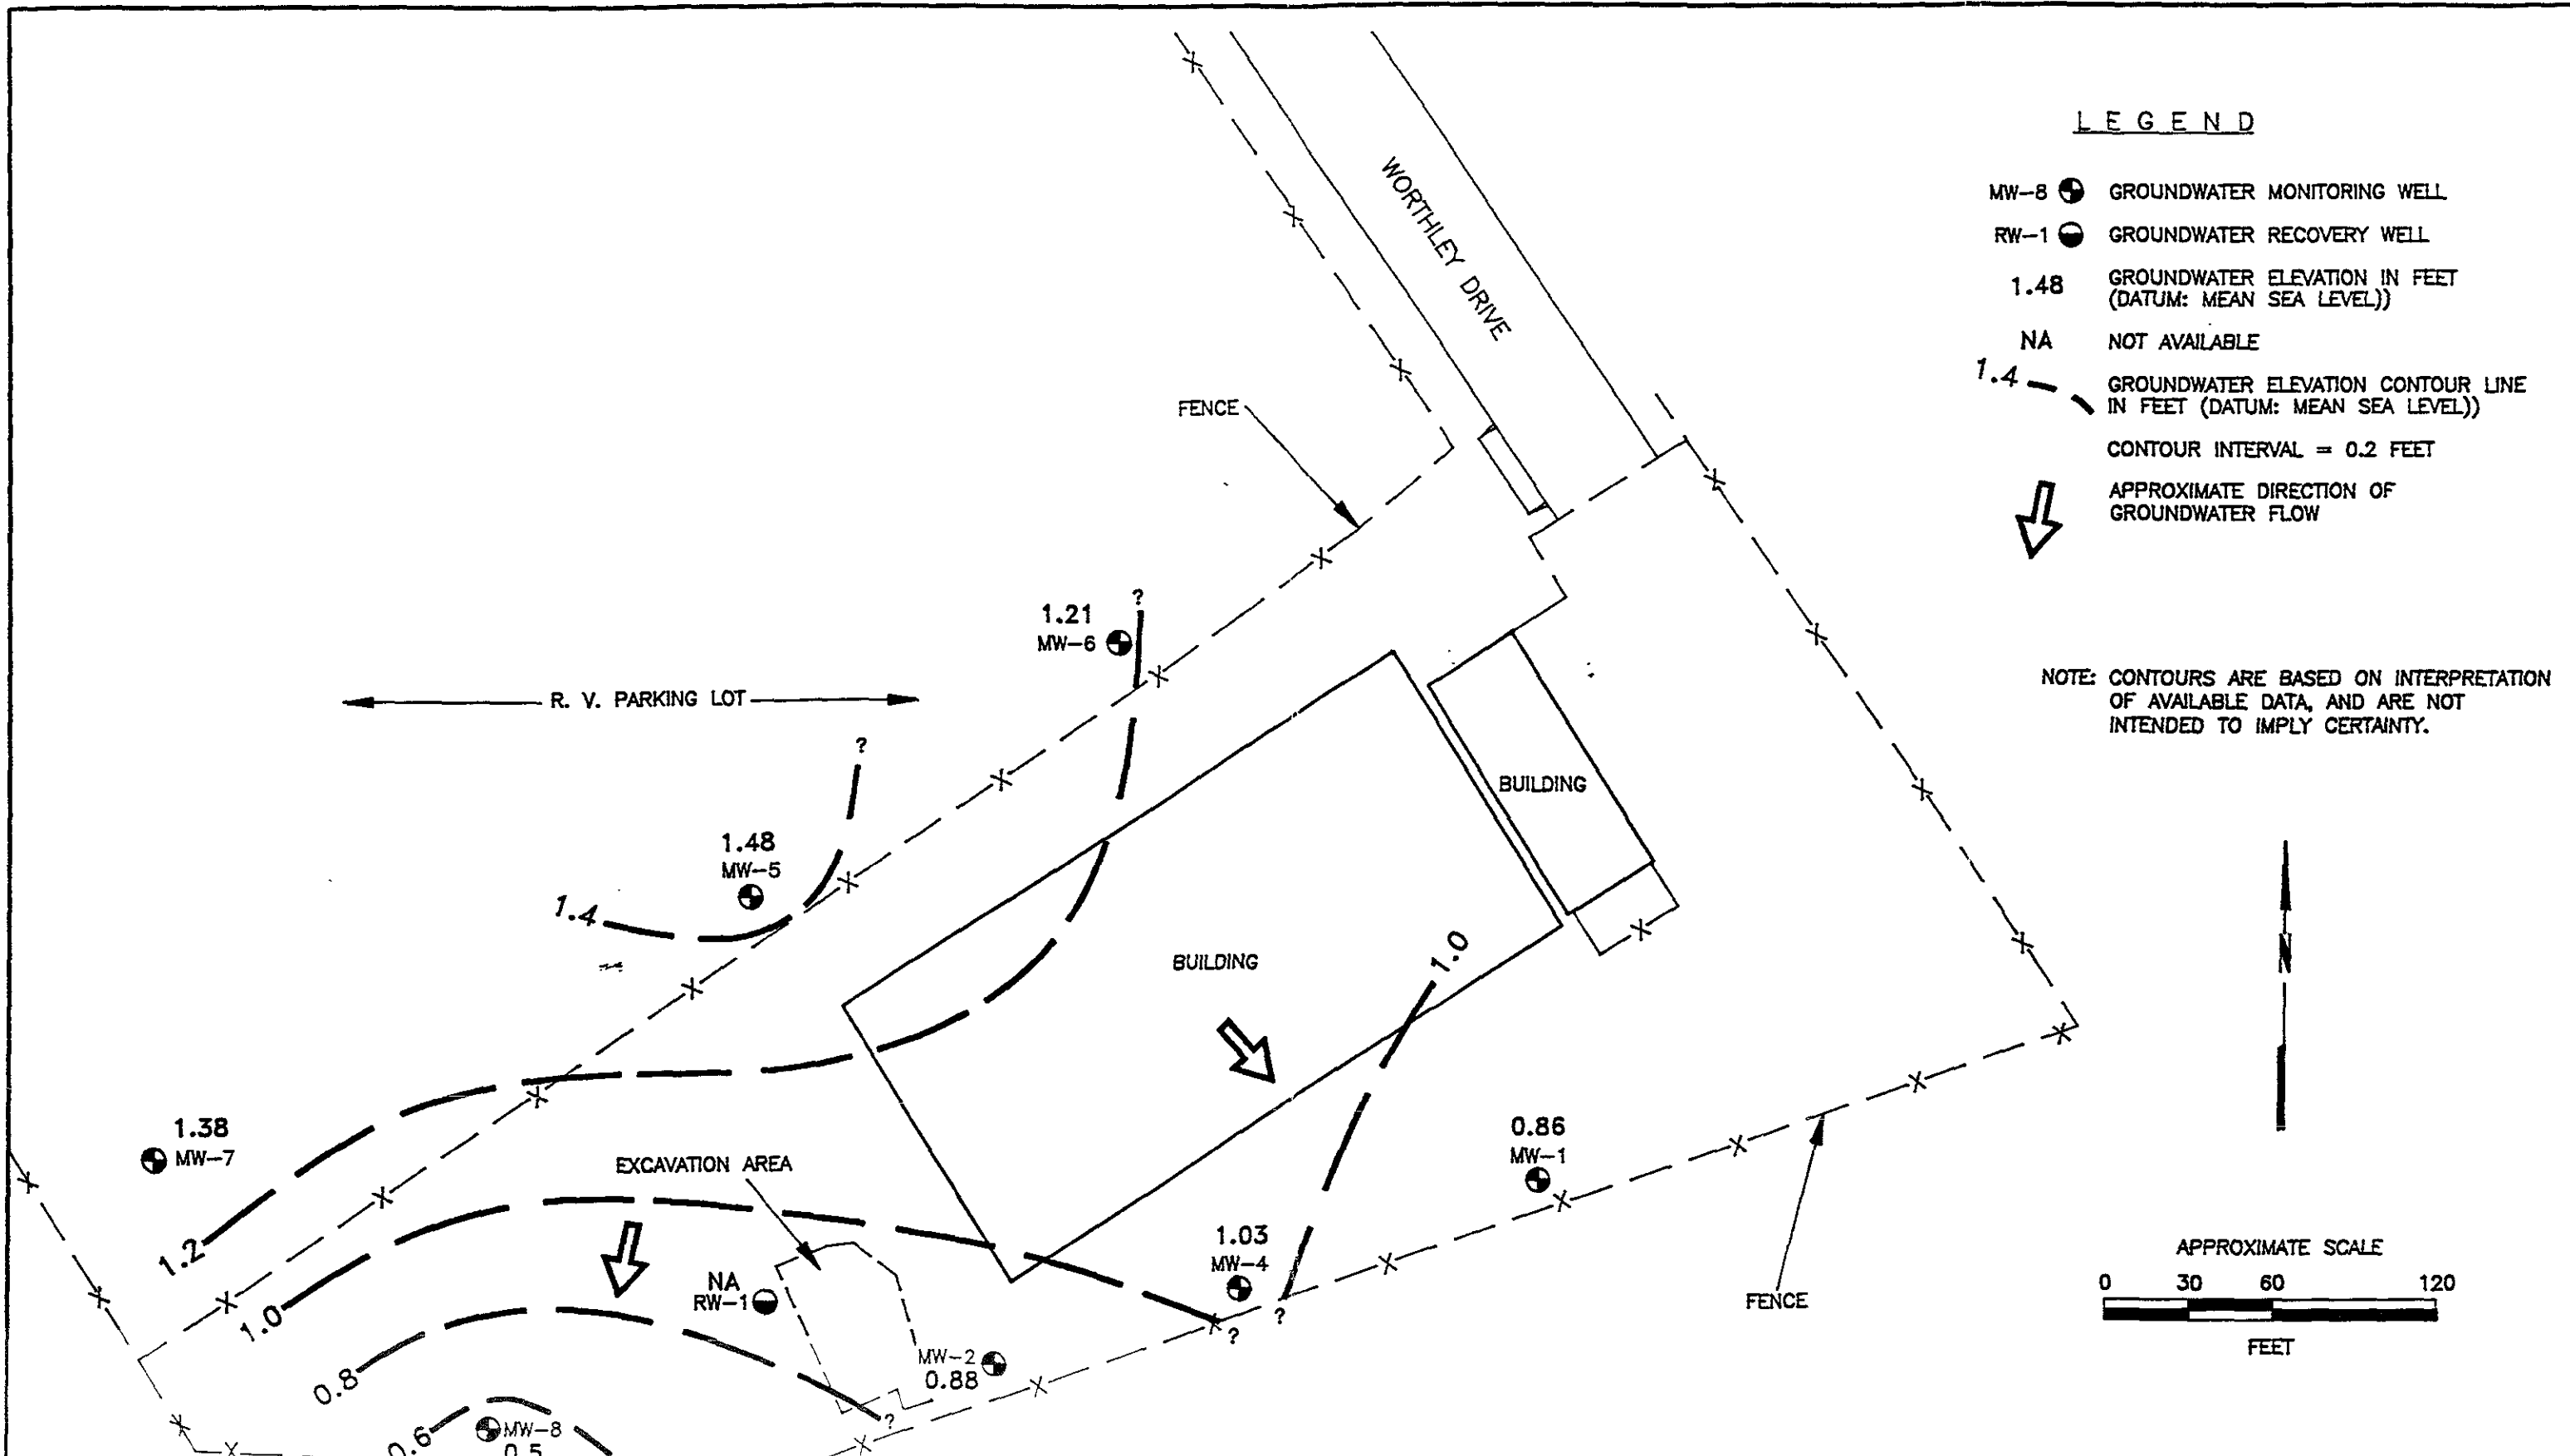 L E G E N D
MW-8 GROUNDWATER MONITORING WELL
RW-1 GROUNDWATER RECOVERY WELL
1.48 GROUNDWATER ELEVATION IN FEET
(DATUM: MEAN SEA LEVEL))
NA NOT AVAILABLE
1.4 GROUNDWATER ELEVATION CONTOUR LINE
IN FEET (DATUM: MEAN SEA LEVEL))
CONTOUR INTERVAL = 0.2 FEET
APPROXIMATE DIRECTION OF
GROUNDWATER FLOW
NOTE: CONTOURS ARE BASED ON INTERPRETATION
OF AVAILABLE DATA, AND ARE NOT
INTENDED TO IMPLY CERTAINTY.
WORTHLEY DRIVE
FENCE
?
1.21
MW-6
R. V. PARKING LOT
?
BUILDING
1.48
MW-5
1.4
BUILDING
1.0
N
1.38
MW-7
EXCAVATION AREA
0.86
MW-1
1.2
1.03
MW-4
NA
RW-1
1.0
?
?
FENCE
APPROXIMATE SCALE
0 30 60 120
FEET
MW-2
0.88
0.8
?
0.6
MW-8
0.5